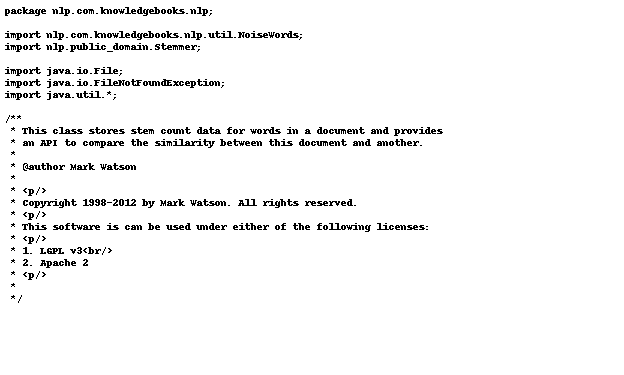 package nlp.com.knowledgebooks.nlp;

import nlp.com.knowledgebooks.nlp.util.NoiseWords;
import nlp.public_domain.Stemmer;

import java.io.File;
import java.io.FileNotFoundException;
import java.util.*;

/**
 * This class stores stem count data for words in a document and provides
 * an API to compare the similarity between this document and another.
 *
 * @author Mark Watson
 *
 * <p/>
 * Copyright 1998-2012 by Mark Watson. All rights reserved.
 * <p/>
 * This software is can be used under either of the following licenses:
 * <p/>
 * 1. LGPL v3<br/>
 * 2. Apache 2
 * <p/>
 *
 */